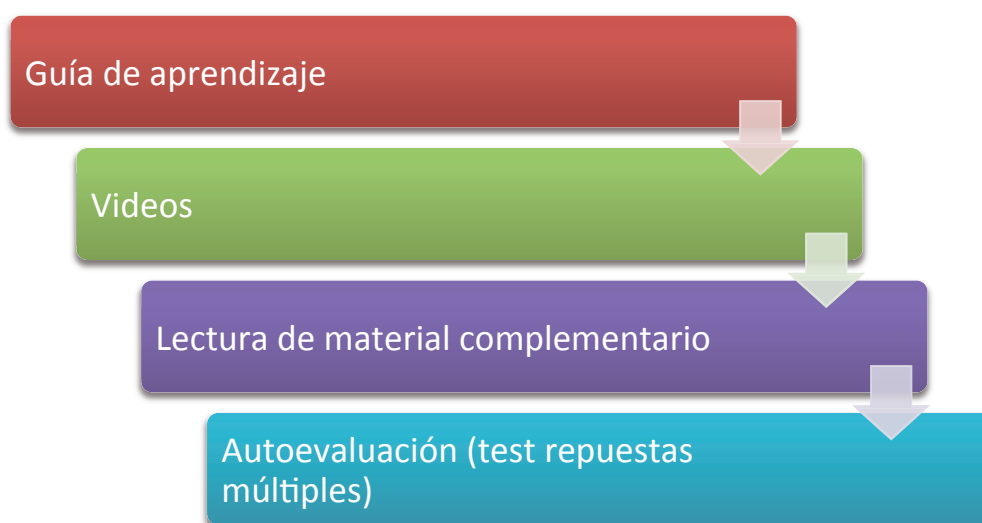 Guía de aprendizaje
Videos
Lectura de material complementario
Autoevaluación (test repuestas
múltiples)